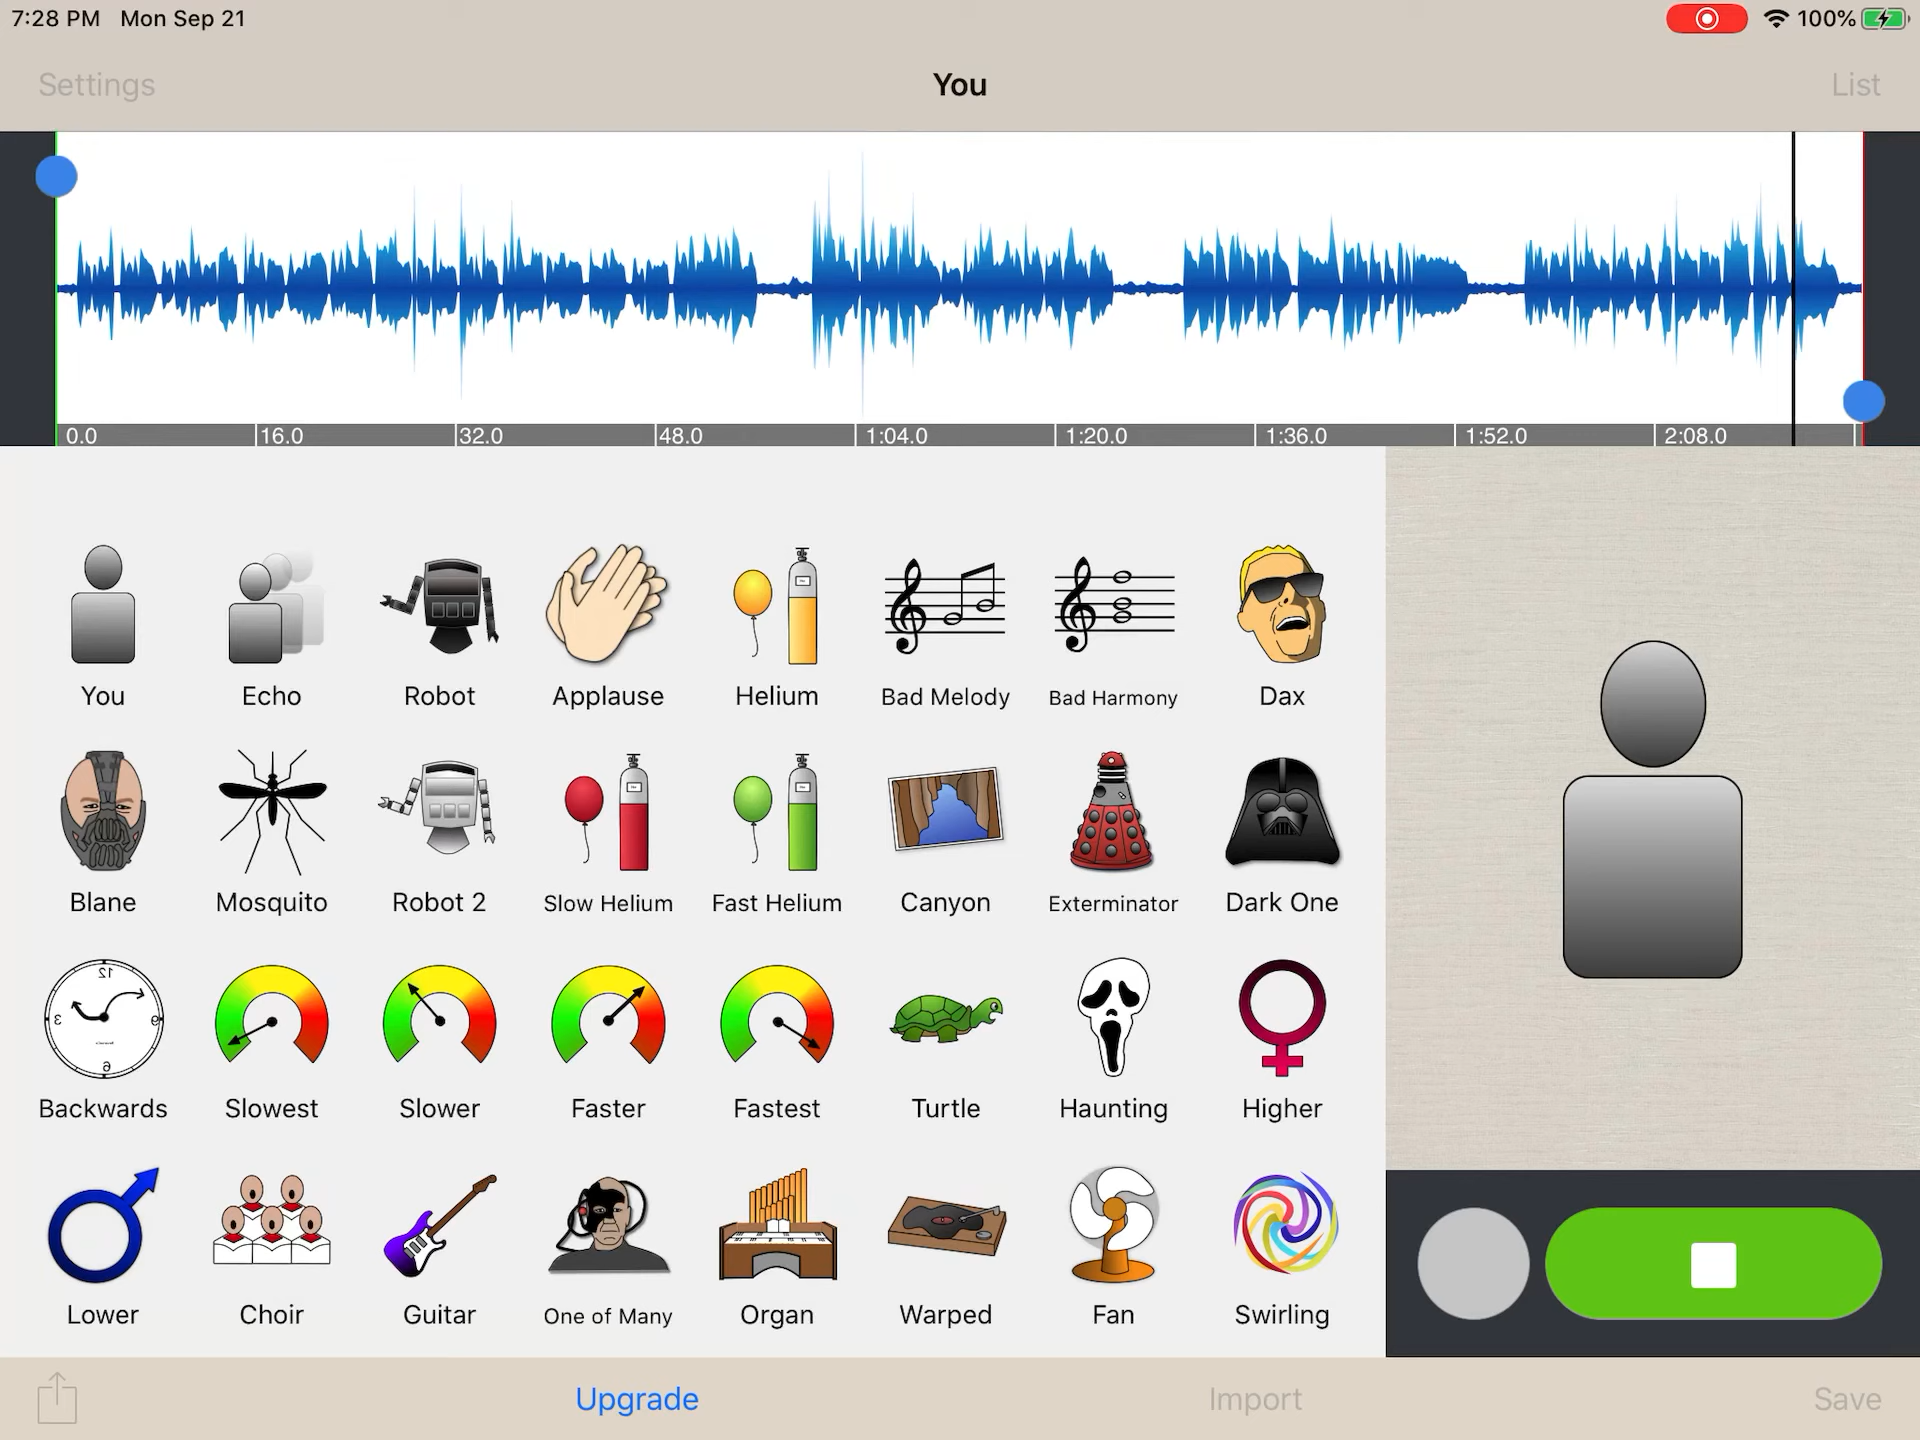 7:28 PM Mon Sep 21 100%
Settings You List
0.0 16.0 32.0 48.0 1:04.0 1:20.0 1:36.0 1:52.0 2:08.0
You Echo Robot Applause Helium Bad Melody Bad Harmony Dax
Blane Mosquito Robot 2 Slow Helium Fast Helium Canyon Exterminator Dark One
12
3 9
6
Backwards Slowest Slower Faster Fastest Turtle Haunting Higher
Lower Choir Guitar One of Many Organ Warped Fan Swirling
Upgrade Import Save